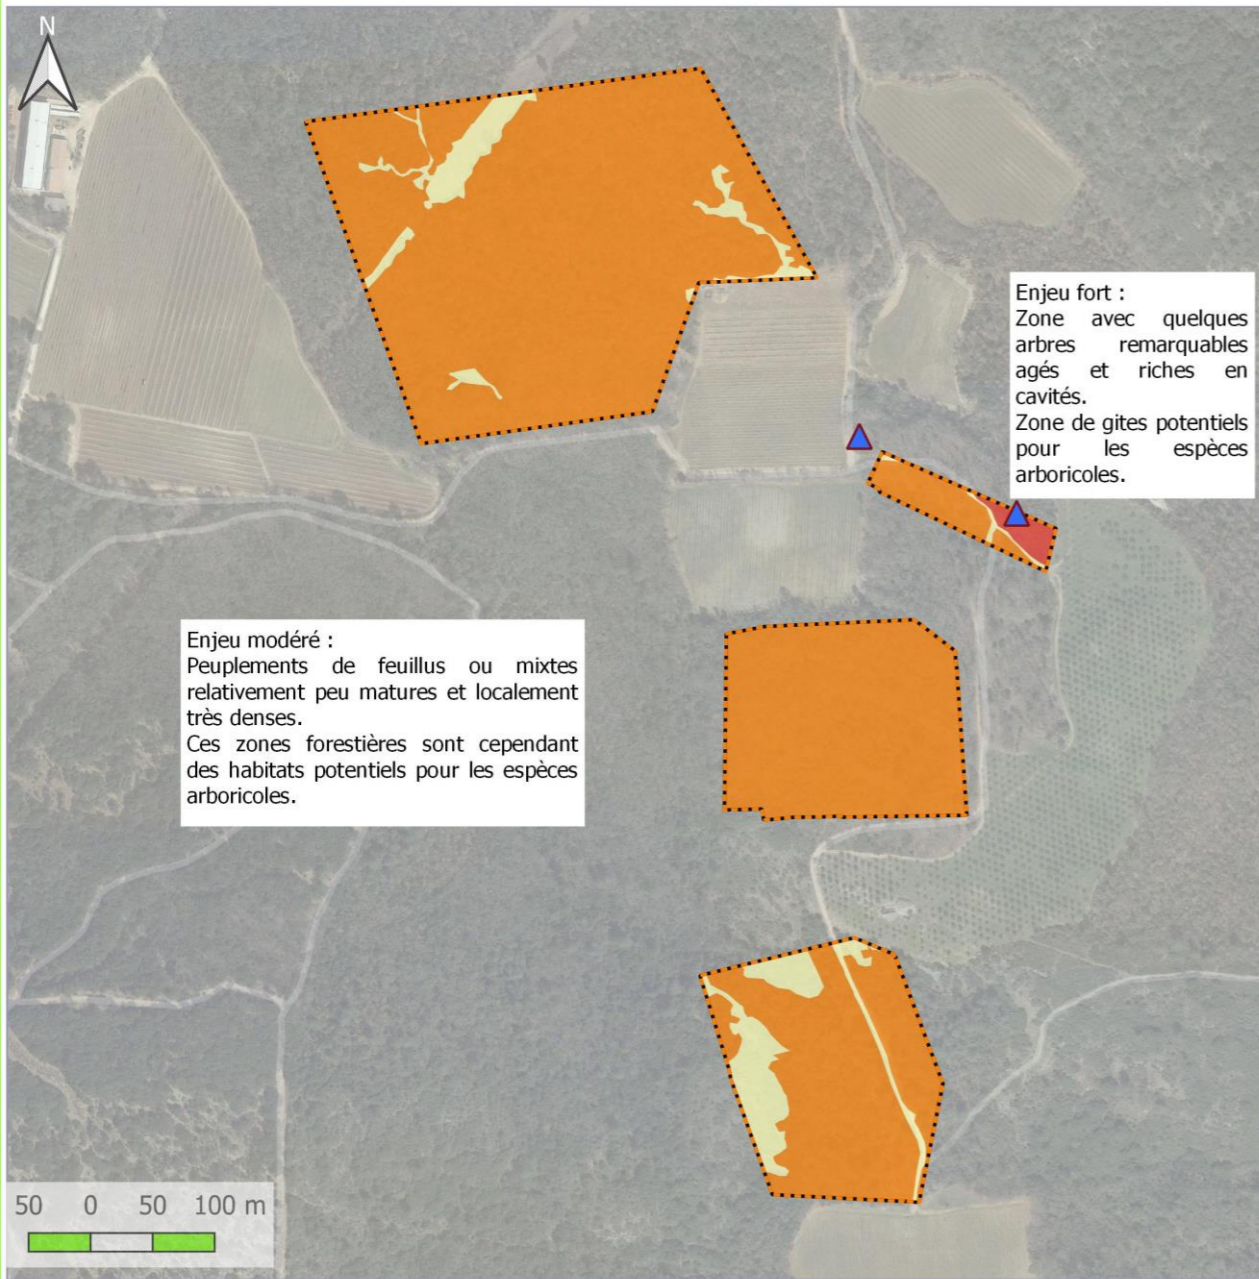 N
Enjeu fort :
Zone avec quelques
arbres remarquables
agés et riches en
cavités.
Zone de gites potentiels
pour les espèces
arboricoles.
Enjeu modéré :
Peuplements de feuillus ou mixtes
relativement peu matures et localement
très denses.
Ces zones forestières sont cependant
des habitats potentiels pour les espèces
arboricoles.
50 0 50 100 m